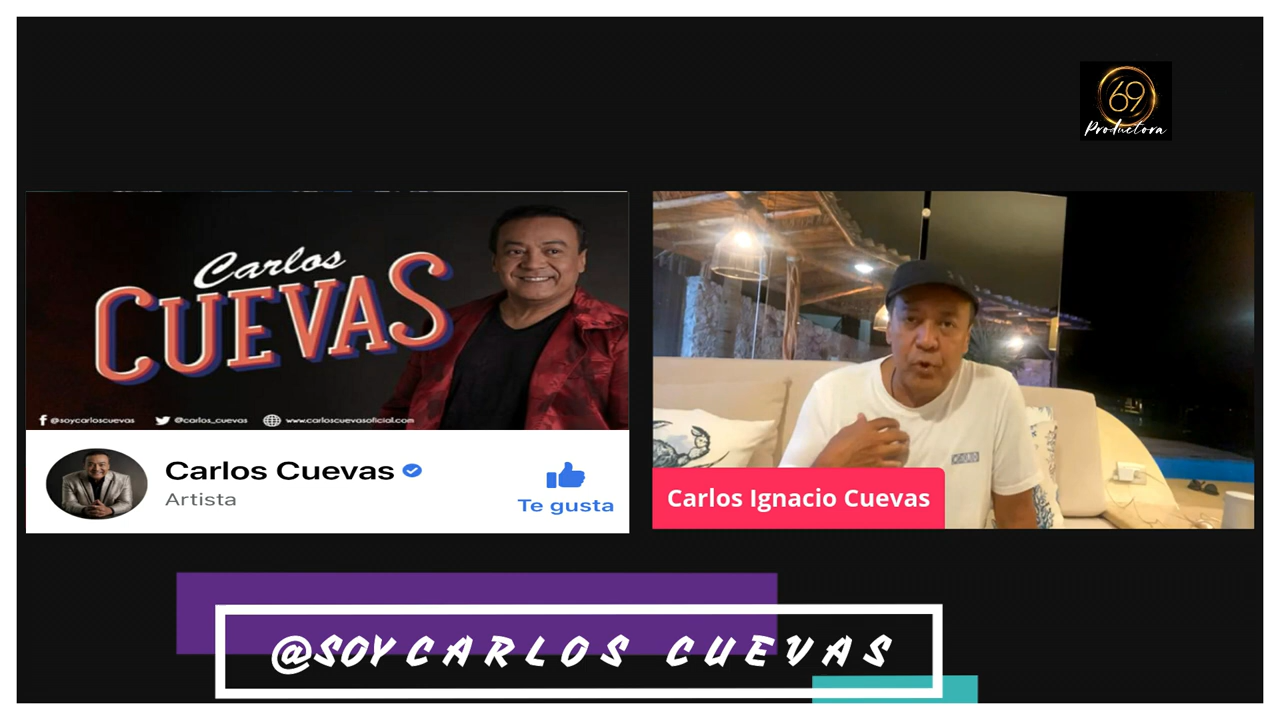 69
Productora
Carlos
CUEVAS
@soycarloscuevas @carlos_cuevas www.carloscuevasoficial.com
Carlos Cuevas
Artista
Te gusta
Carlos Ignacio Cuevas
@SOYCARLOS CUEVAS